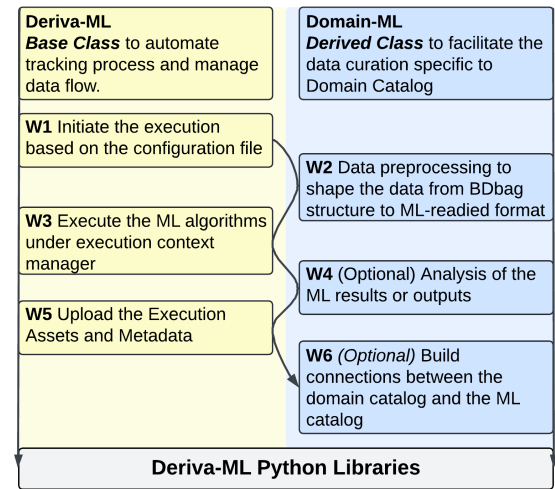 Deriva-ML
Base Class to automate
tracking process and manage
data flow.
Domain-ML
Derived Class to facilitate the
data curation specific to
Domain Catalog
W1 Initiate the execution
based on the configuration file
W2 Data preprocessing to
shape the data from BDbag
structure to ML-readied format
W3 Execute the ML algorithms
under execution context
manager
W4 (Optional) Analysis of the
ML results or outputs
W5 Upload the Execution
Assets and Metadata
W6 (Optional) Build
connections between the
domain catalog and the ML
catalog
Deriva-ML Python Libraries